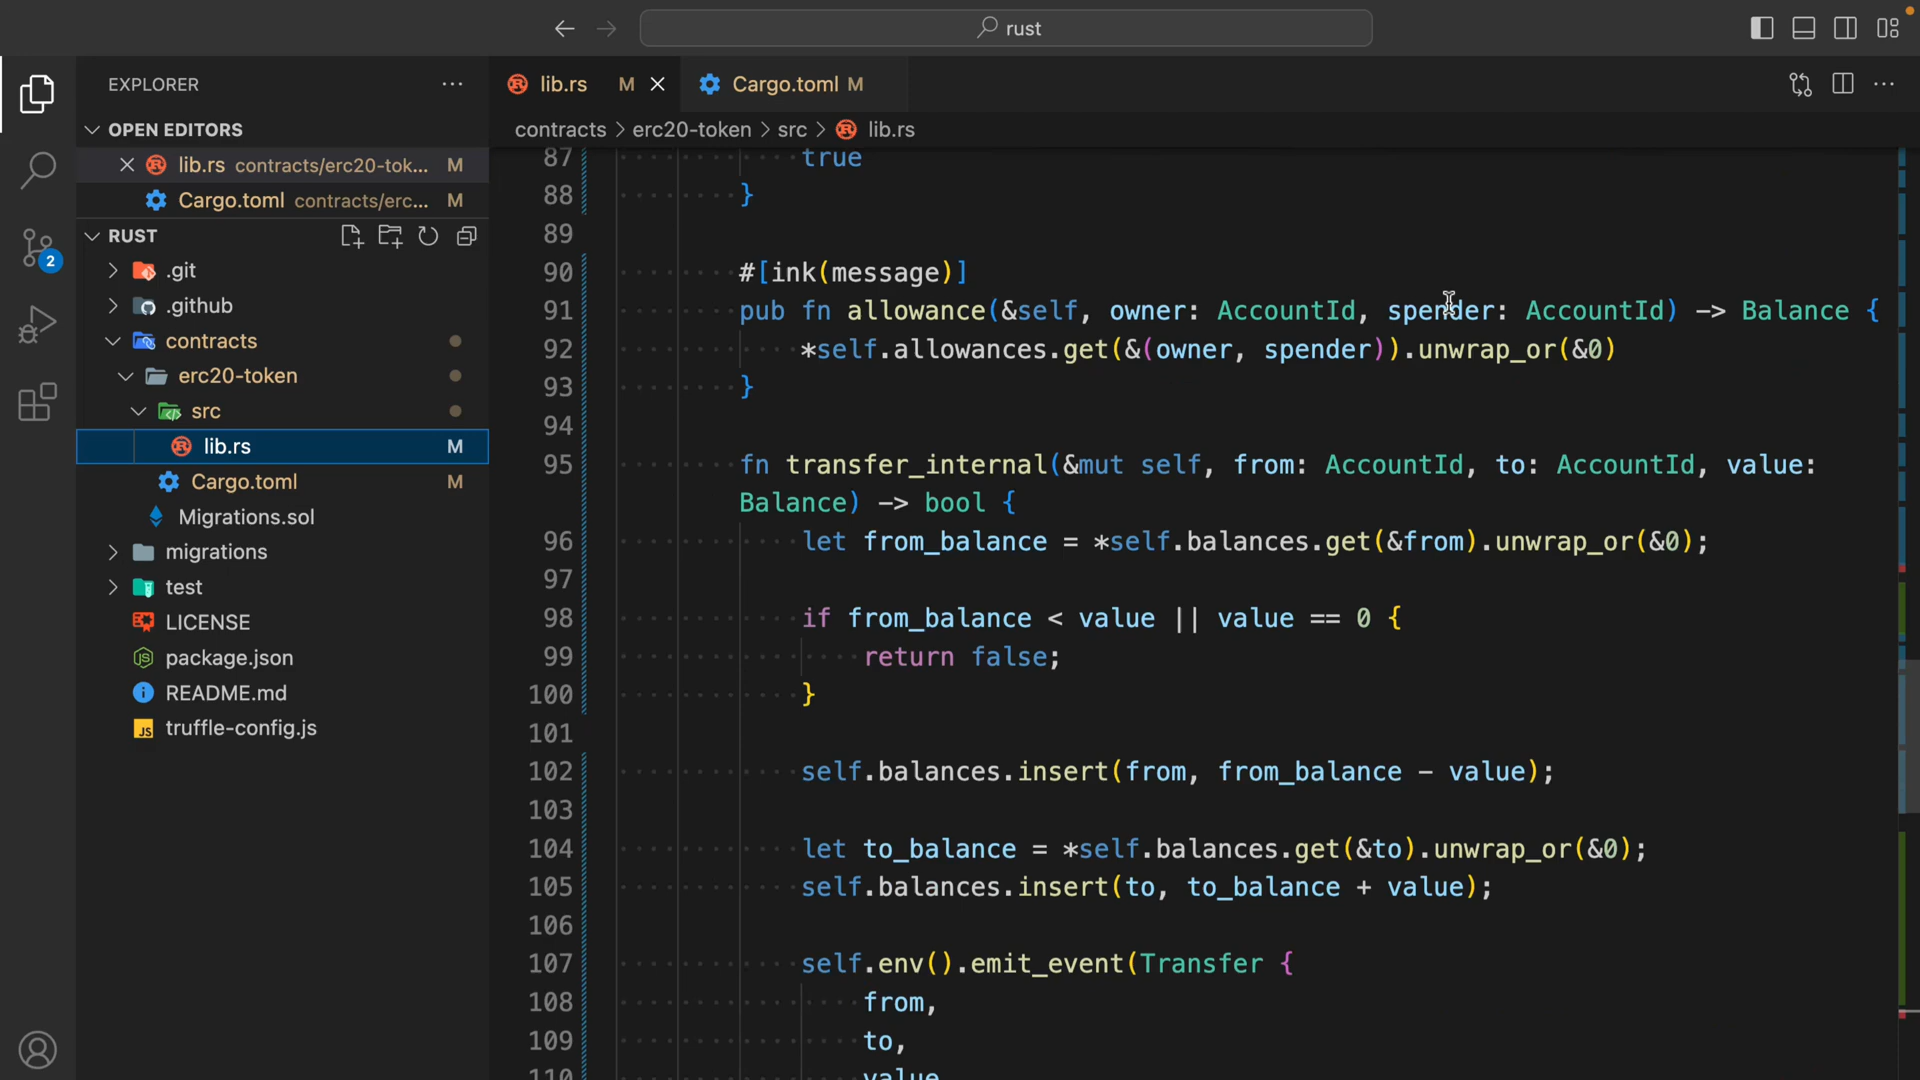 rust
EXPLORER
OPEN EDITORS
lib.rs contracts/erc20-tok... M
Cargo.toml contracts/erc... M
RUST
.git
.github
contracts
erc20-token
src
lib.rs M
Cargo.toml M
Migrations.sol
migrations
test
LICENSE
package.json
README.md
truffle-config.js
2
lib.rs M
Cargo.toml M
contracts > erc20-token > src > lib.rs
87 true
88 }
89
90 #[ink(message)]
91 pub fn allowance(&self, owner: AccountId, spender: AccountId) -> Balance {
92 *self.allowances.get(&(owner, spender)).unwrap_or(&0)
93 }
94
95 fn transfer_internal(&mut self, from: AccountId, to: AccountId, value:
Balance) -> bool {
96 let from_balance = *self.balances.get(&from).unwrap_or(&0);
97
98 if from_balance < value || value == 0 {
99 return false;
100 }
101
102 self.balances.insert(from, from_balance - value);
103
104 let to_balance = *self.balances.get(&to).unwrap_or(&0);
105 self.balances.insert(to, to_balance + value);
106
107 self.env().emit_event(Transfer {
108 from,
109 to,
110 value